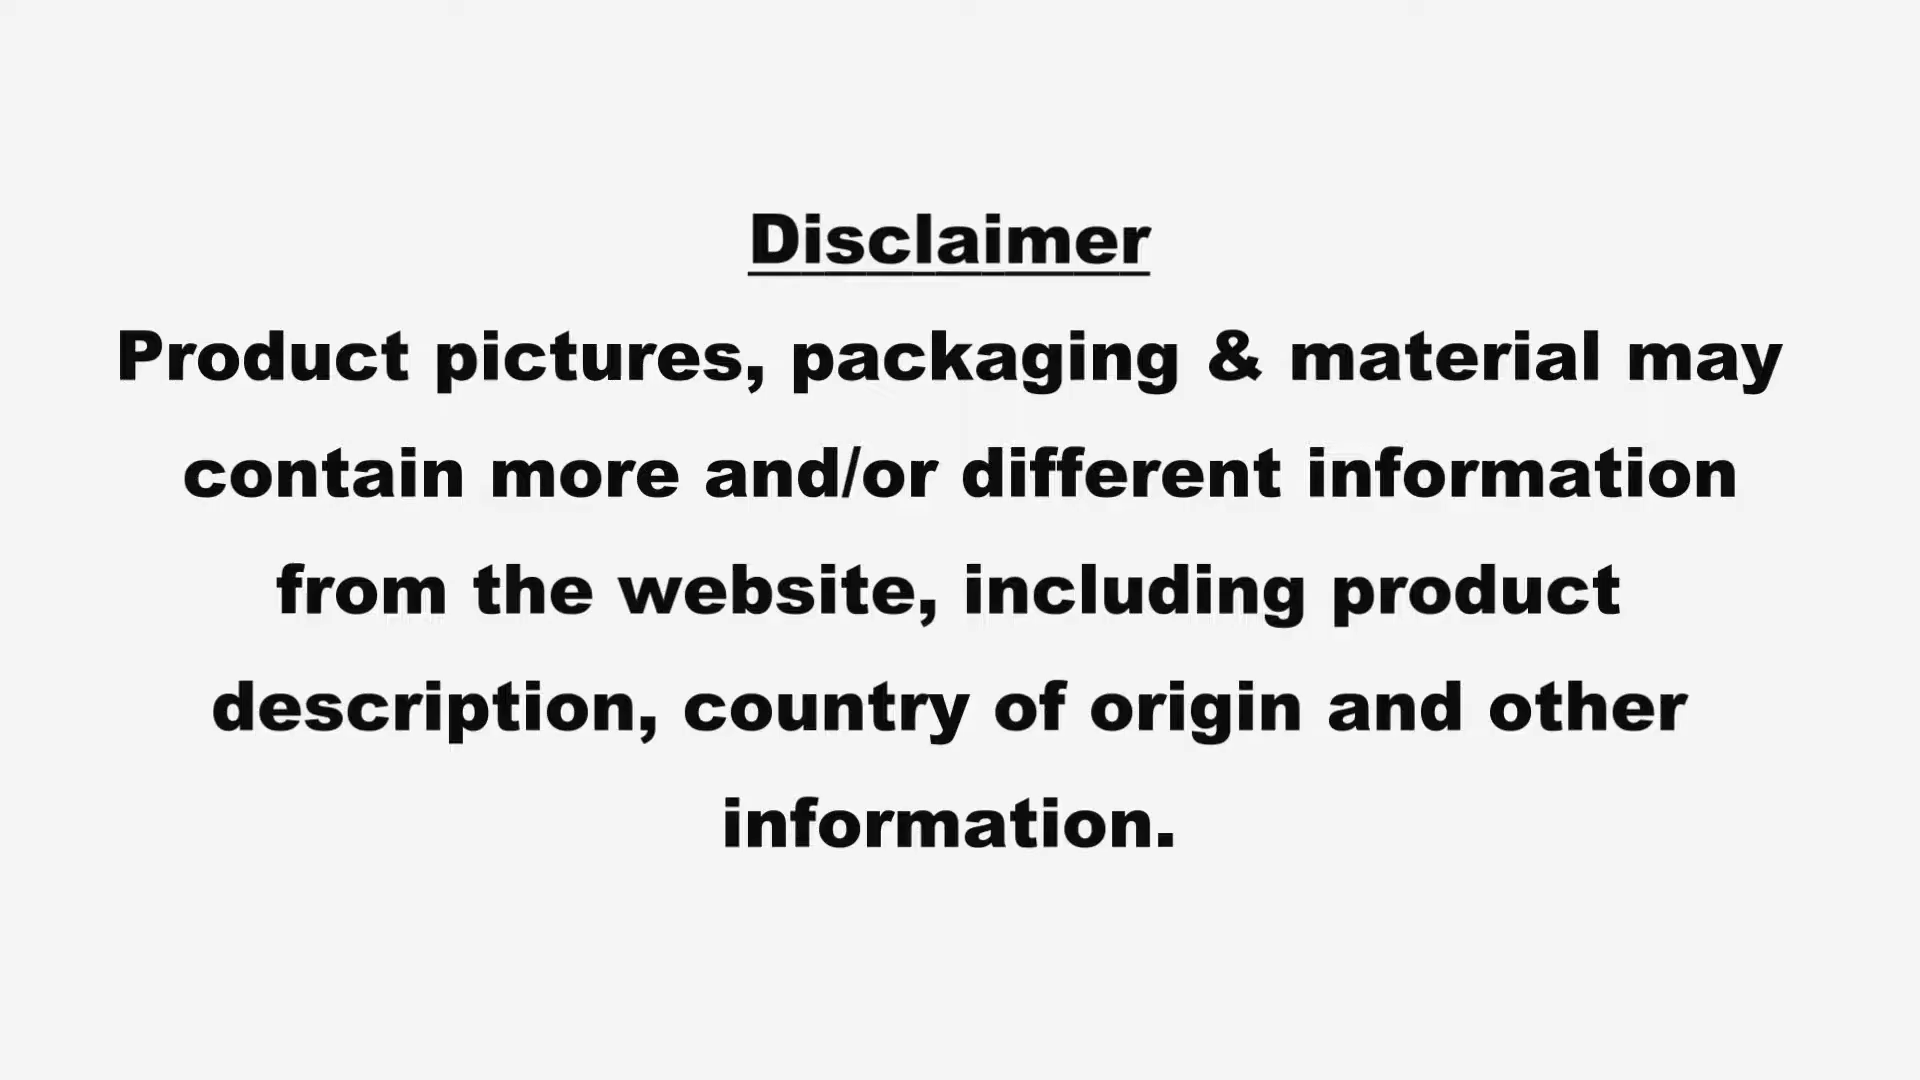 Disclaimer
Product pictures, packaging & material may
contain more and/or different information
from the website, including product
description, country of origin and other
information.